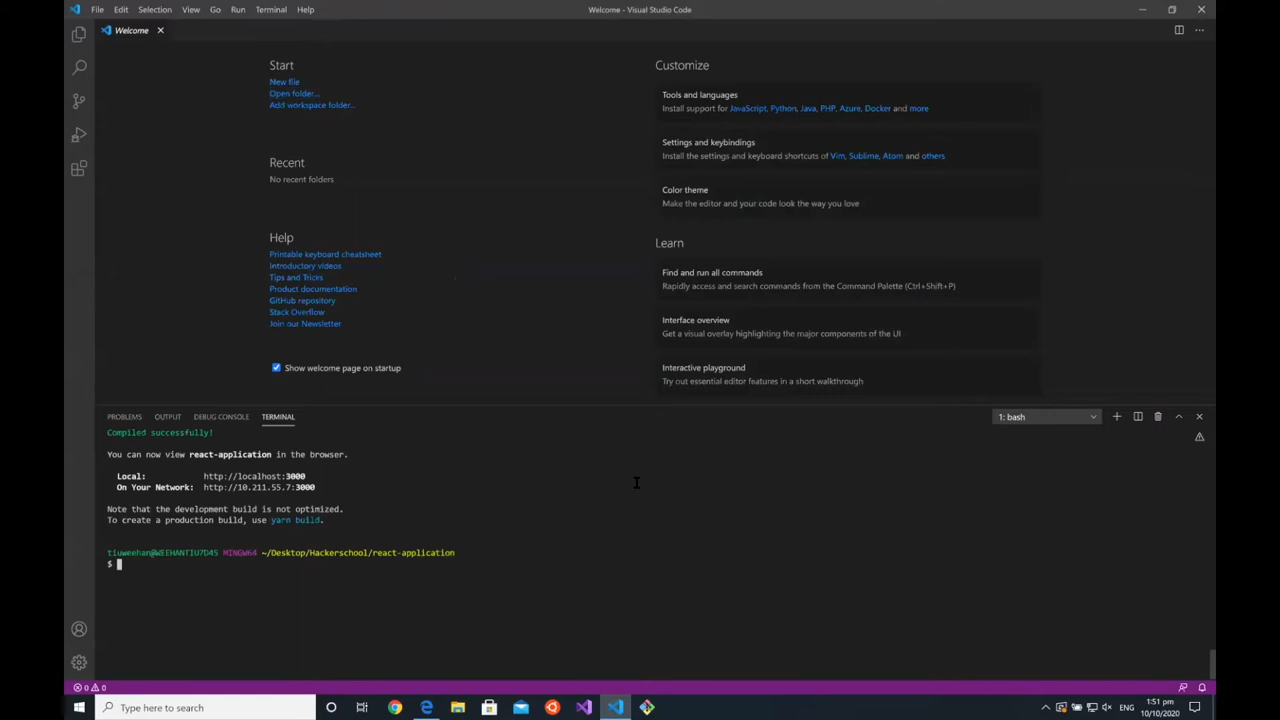 File Edit Selection View Go Run Terminal Help
Welcome - Visual Studio Code
Welcome
Start
New file
Open folder...
Add workspace folder...
Recent
No recent folders
Help
Printable keyboard cheatsheet
Introductory videos
Tips and Tricks
Product documentation
GitHub repository
Stack Overflow
Join our Newsletter
Show welcome page on startup
Customize
Tools and languages
Install support for JavaScript, Python, Java, PHP, Azure, Docker and more
Settings and keybindings
Install the settings and keyboard shortcuts of Vim, Sublime, Atom and others
Color theme
Make the editor and your code look the way you love
Learn
Find and run all commands
Rapidly access and search commands from the Command Palette (Ctrl+Shift+P)
Interface overview
Get a visual overlay highlighting the major components of the UI
Interactive playground
Try out essential editor features in a short walkthrough
PROBLEMS OUTPUT DEBUG CONSOLE TERMINAL
1: bash
Compiled successfully!
You can now view react-application in the browser.
Local: http://localhost:3000
On Your Network: http://10.211.55.7:3000
Note that the development build is not optimized.
To create a production build, use yarn build.
tiuweehan@WEEHANTIU7D45 MINGW64 ~/Desktop/Hackerschool/react-application
$
0 0
Type here to search
ENG
1:51 pm
10/10/2020